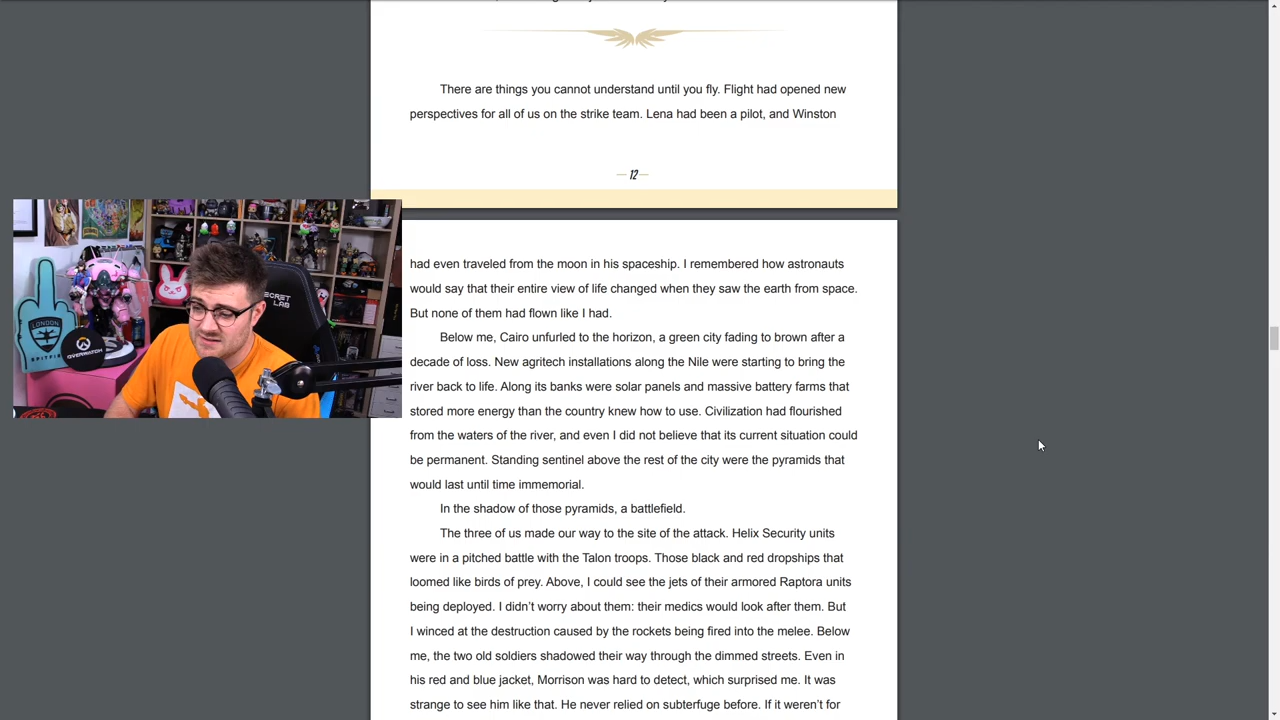 There are things you cannot understand until you fly. Flight had opened new
perspectives for all of us on the strike team. Lena had been a pilot, and Winston
—12—
had even traveled from the moon in his spaceship. I remembered how astronauts
would say that their entire view of life changed when they saw the earth from space.
But none of them had flown like I had.
Below me, Cairo unfurled to the horizon, a green city fading to brown after a
decade of loss. New agritech installations along the Nile were starting to bring the
river back to life. Along its banks were solar panels and massive battery farms that
stored more energy than the country knew how to use. Civilization had flourished
from the waters of the river, and even I did not believe that its current situation could
be permanent. Standing sentinel above the rest of the city were the pyramids that
would last until time immemorial.
In the shadow of those pyramids, a battlefield.
The three of us made our way to the site of the attack. Helix Security units
were in a pitched battle with the Talon troops. Those black and red dropships that
loomed like birds of prey. Above, I could see the jets of their armored Raptora units
being deployed. I didn’t worry about them: their medics would look after them. But
I winced at the destruction caused by the rockets being fired into the melee. Below
me, the two old soldiers shadowed their way through the dimmed streets. Even in
his red and blue jacket, Morrison was hard to detect, which surprised me. It was
strange to see him like that. He never relied on subterfuge before. If it weren’t for
LONDON
SPITFIRE
OVERWATCH
SECRET
LAB